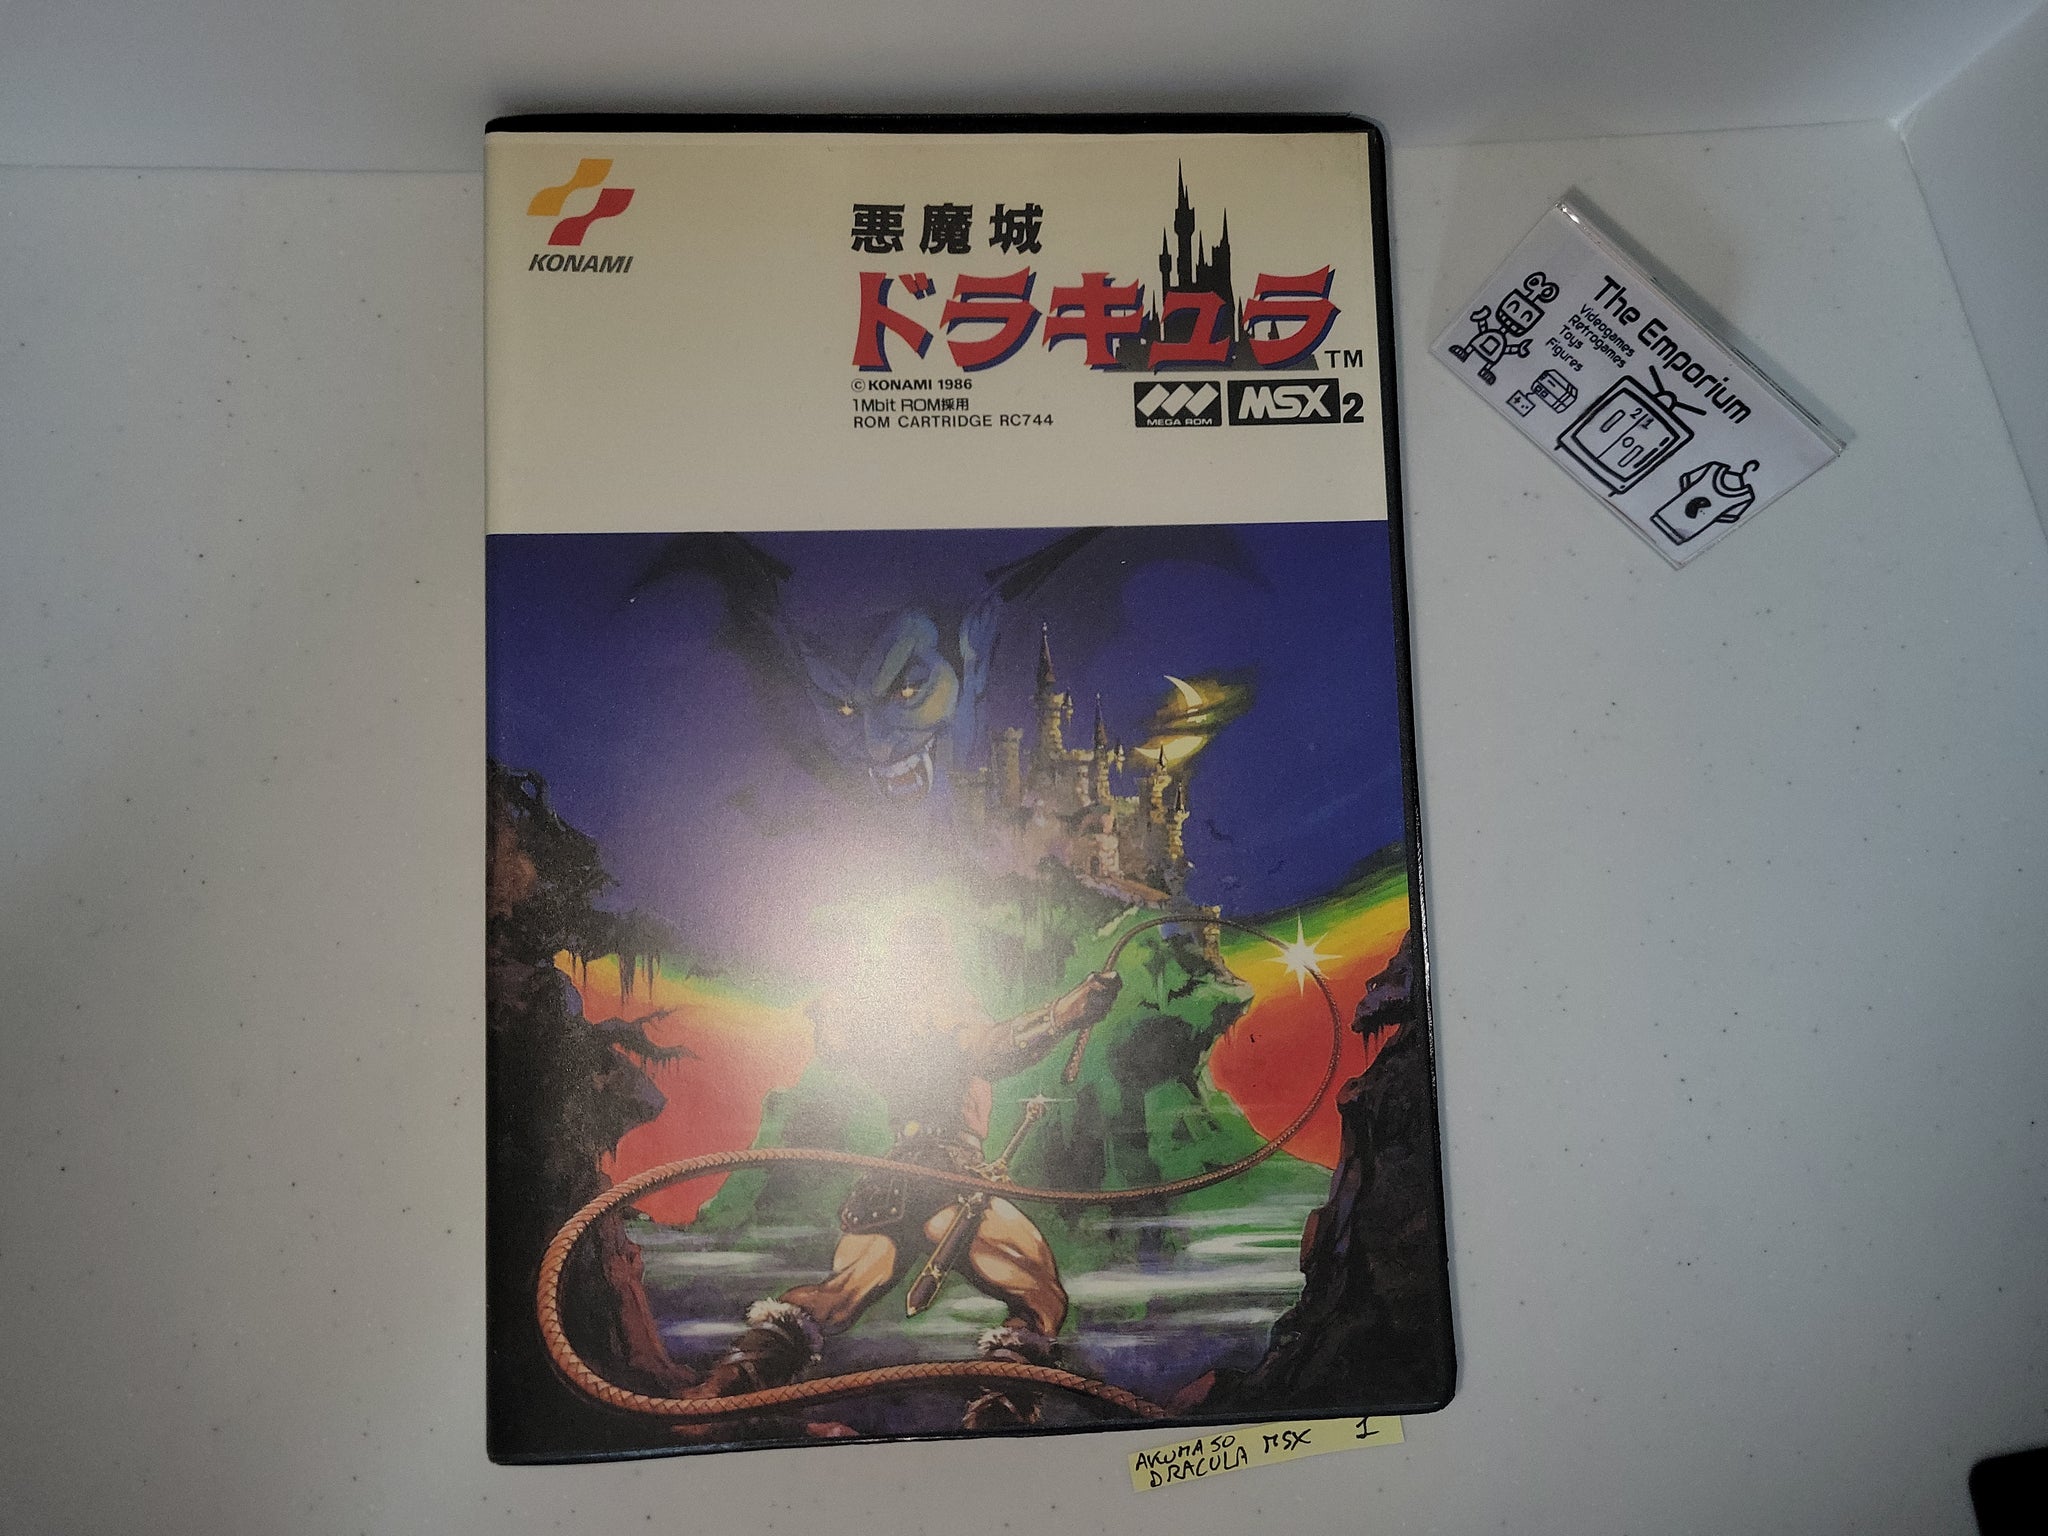 KONAMI
悪魔城
ドラキュラ
TM
© KONAMI 1986
1Mbit ROM採用
ROM CARTRIDGE RC744
MEGA ROM
MSX 2
The Emporium
Videogames
Retrogames
Toys
Figures
AKUMAJO
DRACULA MSX 1